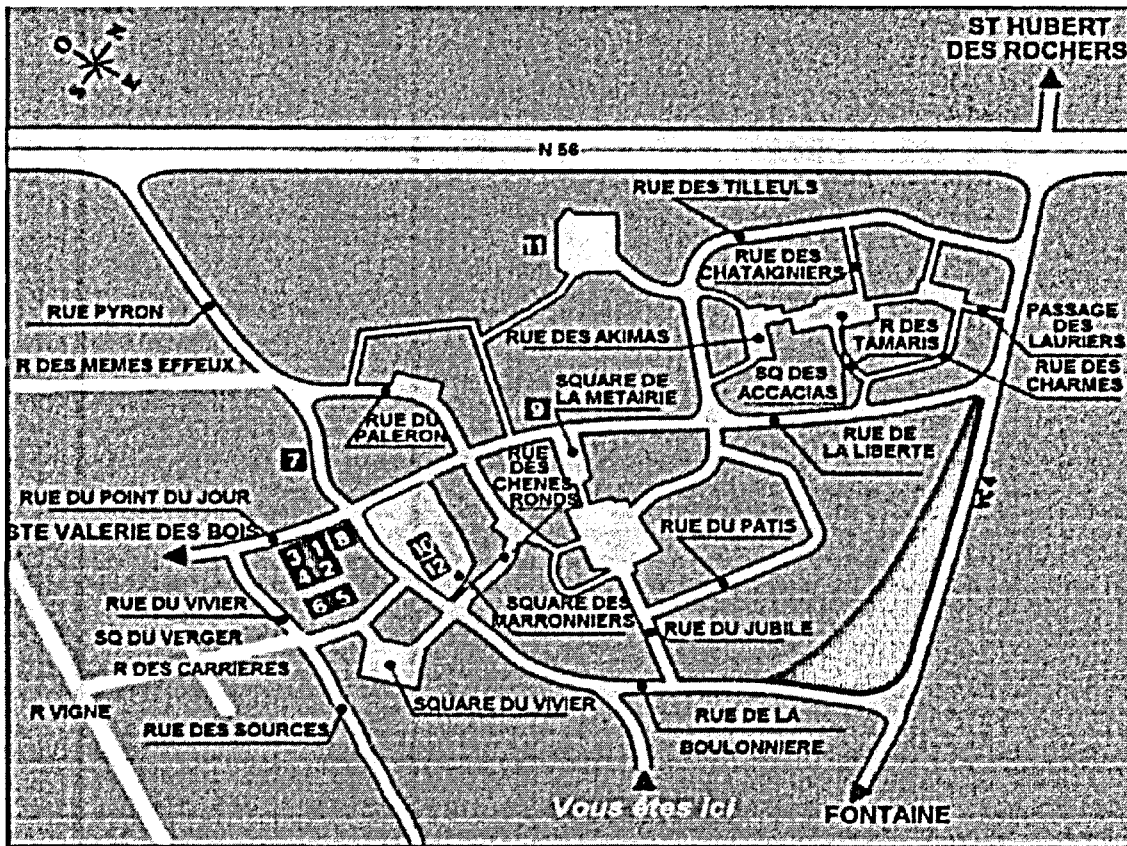 ST HUBERT
DES ROCHERS
N
O
S
N 56
RUE DES TILLEULS
11
RUE DES
CHATAIGNIERS
RUE PYRON
RUE DES AKIMAS
R DES
TAMARIS
PASSAGE
DES
LAURIERS
R DES MEMES EFFEUX
SQUARE DE
LA METAIRIE
SQ DES
ACCACIAS
RUE DES
CHARMES
9
RUE DU
PALERON
RUE DE
LA LIBERTE
7
RUE
DES
CHENES
RONDS
RUE DU POINT DU JOUR
STE VALERIE DES BOIS
RUE DU PATIS
3 1 8
4 2
10
12
6 5
RUE DU VIVIER
SQUARE DES
MARRONNIERS
SQ DU VERGER
RUE DU JUBILE
R DES CARRIERES
R VIGNE
SQUARE DU VIVIER
RUE DES SOURCES
RUE DE LA
BOULONNIERE
Vous êtes ici
FONTAINE